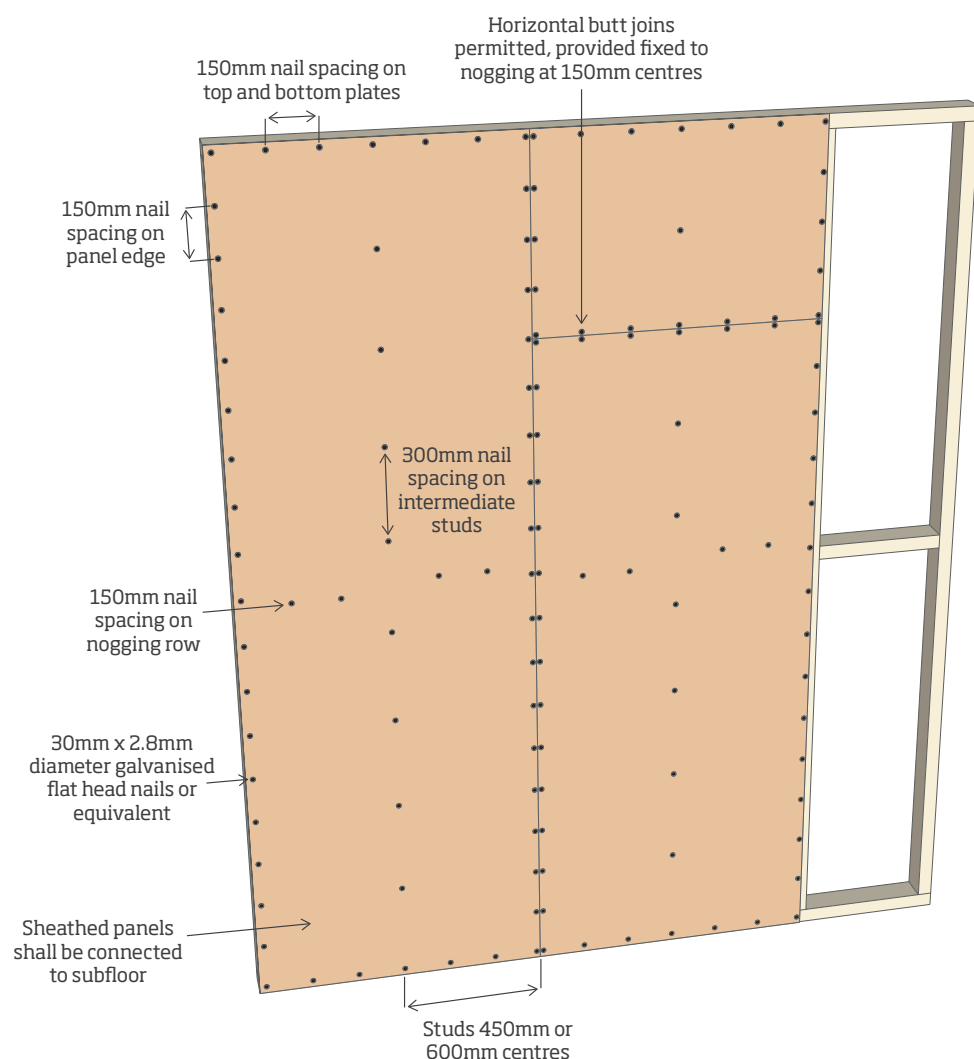 Horizontal butt joins
permitted, provided fixed to
nogging at 150mm centres
150mm nail spacing on
top and bottom plates
150mm nail
spacing on
panel edge
300mm nail
spacing on
intermediate
studs
150mm nail
spacing on
nogging row
30mm x 2.8mm
diameter galvanised
flat head nails or
equivalent
Sheathed panels
shall be connected
to subfloor
Studs 450mm or
600mm centres